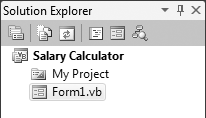 Solution Explorer
Salary Calculator
My Project
Form1.vb